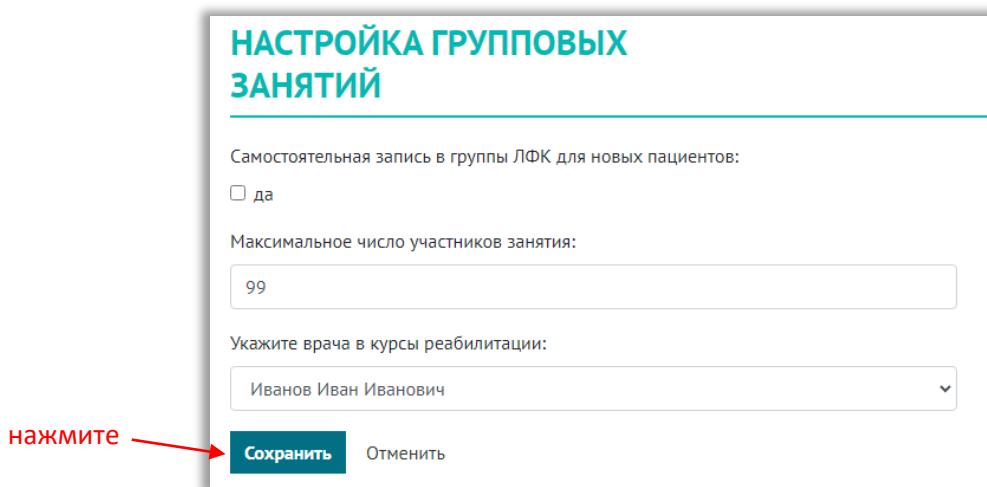 НАСТРОЙКА ГРУППОВЫХ
ЗАНЯТИЙ
Самостоятельная запись в группы ЛФК для новых пациентов:
да
Максимальное число участников занятия:
99
Укажите врача в курсы реабилитации:
Иванов Иван Иванович
нажмите
Сохранить Отменить